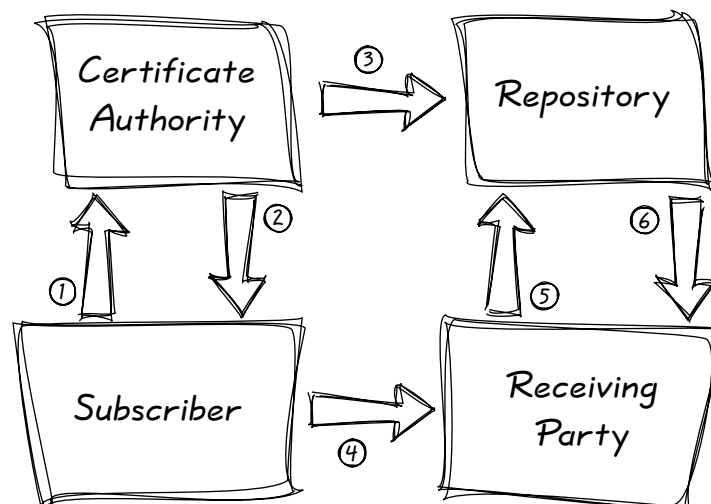 Certificate
Authority
3
Repository
2
6
1
5
Subscriber
4
Receiving
Party